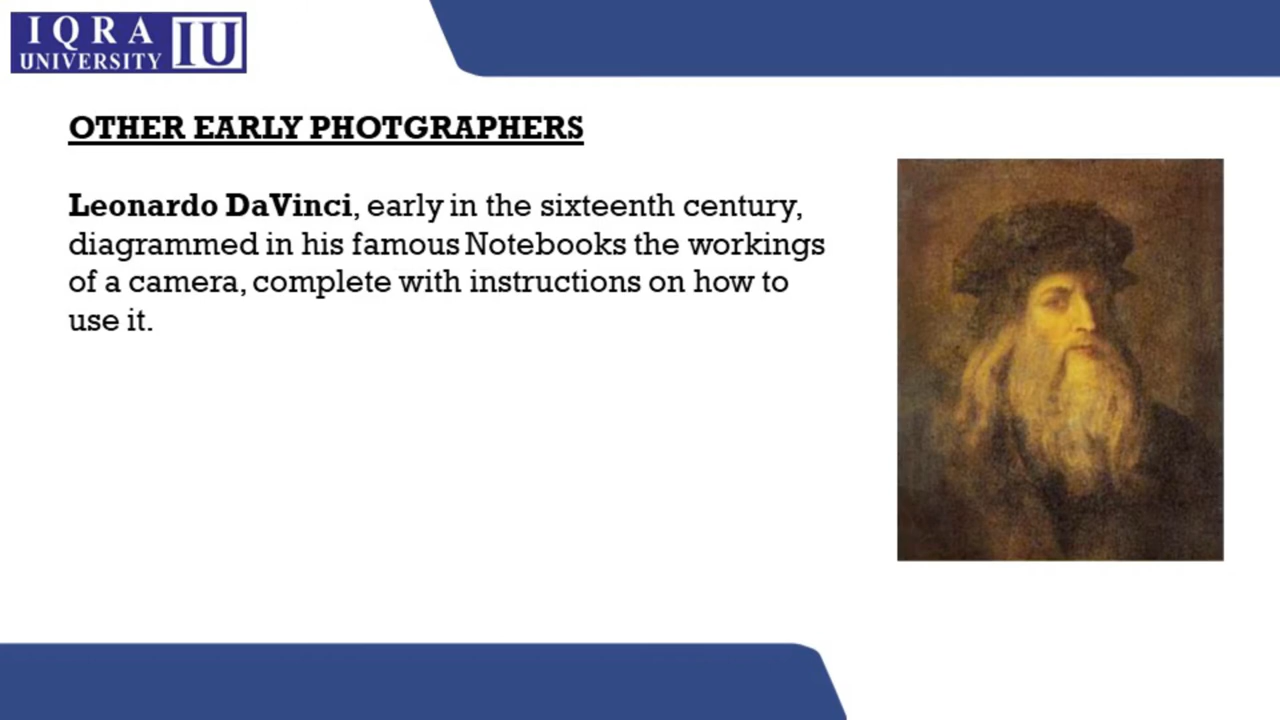 IQRA
UNIVERSITY IU
OTHER EARLY PHOTGRAPHERS
Leonardo DaVinci, early in the sixteenth century,
diagrammed in his famous Notebooks the workings
of a camera, complete with instructions on how to
use it.